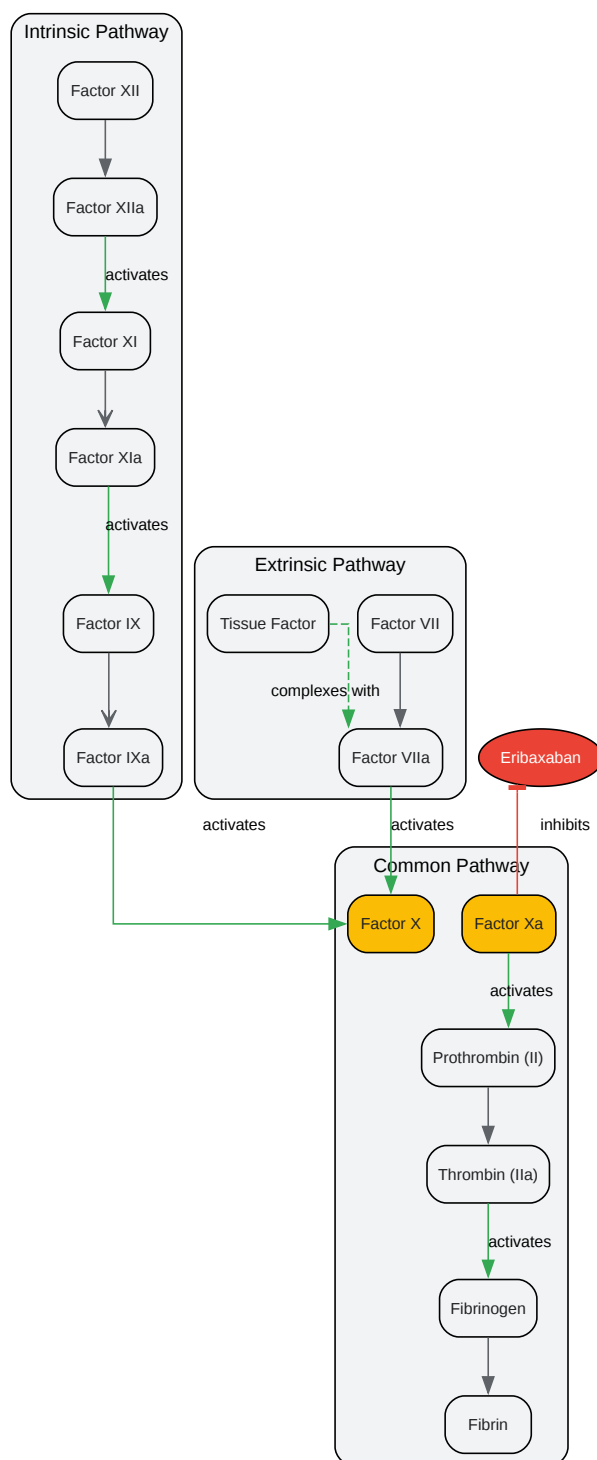 Intrinsic Pathway
Factor XII
Factor XIIa
activates
Factor XI
Factor XIa
activates
Factor IX
Factor IXa
Extrinsic Pathway
Tissue Factor
Factor VII
complexes with
Factor VIIa
Eribaxaban
activates
activates
inhibits
Common Pathway
Factor X
Factor Xa
activates
Prothrombin (II)
Thrombin (IIa)
activates
Fibrinogen
Fibrin